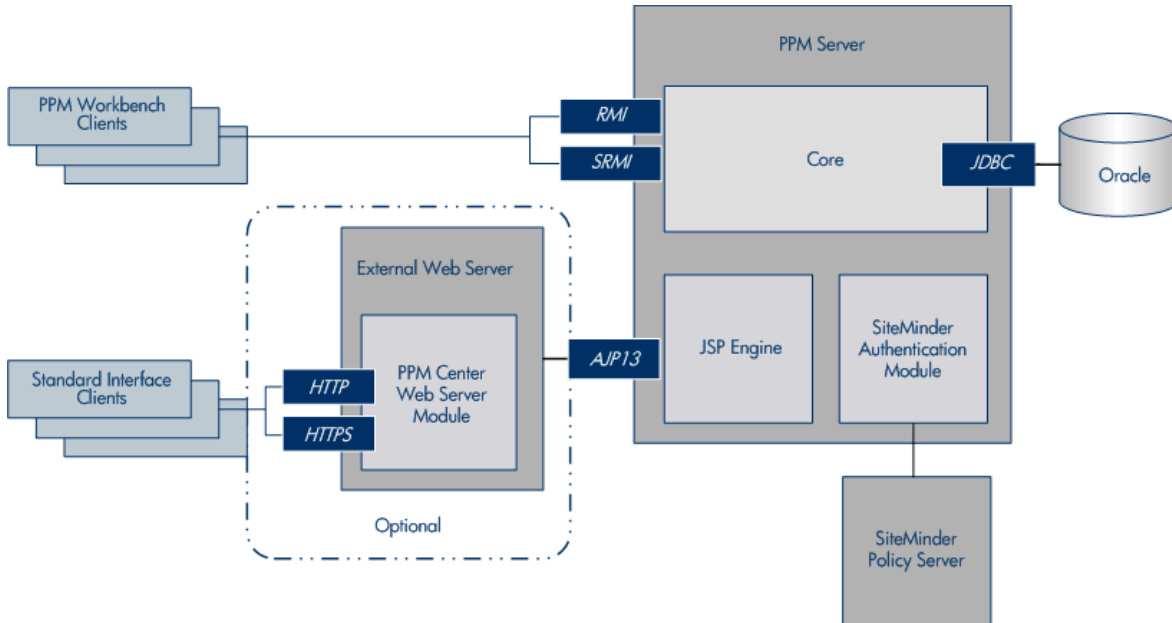 PPM Server
PPM Workbench
Clients
RMI
SRMI
Core
JDBC
Oracle
External Web Server
PPM Center
Web Server
Module
Standard Interface
Clients
HTTP
HTTPS
AJP13
JSP Engine
SiteMinder
Authentication
Module
Optional
SiteMinder
Policy Server